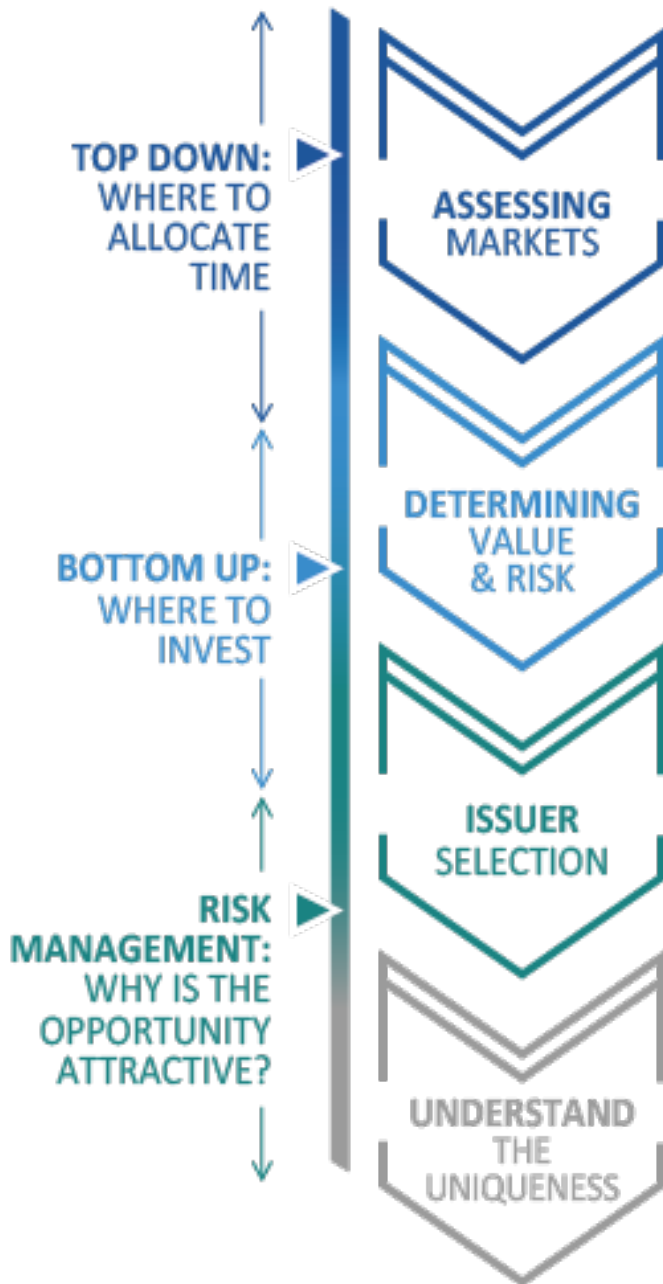 TOP DOWN:
WHERE TO
ALLOCATE
TIME
ASSESSING
MARKETS
BOTTOM UP:
WHERE TO
INVEST
DETERMINING
VALUE
& RISK
RISK
MANAGEMENT:
WHY IS THE
OPPORTUNITY
ATTRACTIVE?
ISSUER
SELECTION
UNDERSTAND
THE
UNIQUENESS